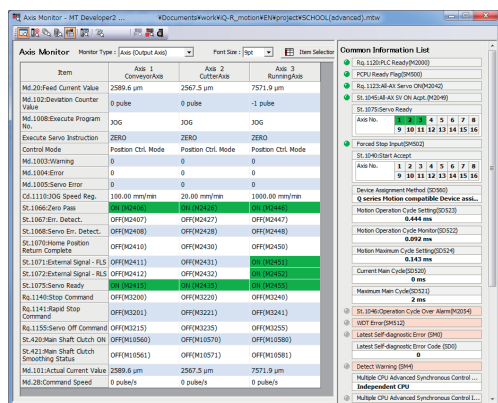 Axis Monitor - MT Developer2 ... ¥Documents¥work¥iQ-R_motion¥EN¥project¥SCHOOL(advanced).mtw
Axis Monitor Monitor Type : Axis (Output Axis) Font Size : 9pt Item Selection
Item Axis 1 ConveyorAxis Axis 2 CutterAxis Axis 3 RunningAxis
Md.20:Feed Current Value 2589.6 µm 2567.5 µm 7571.9 µm
Md.102:Deviation Counter Value 0 pulse 0 pulse -1 pulse
Md.1008:Execute Program No. JOG JOG JOG
Execute Servo Instruction ZERO ZERO ZERO
Control Mode Position Ctrl. Mode Position Ctrl. Mode Position Ctrl. Mode
Md.1003:Warning 0 0 0
Md.1004:Error 0 0 0
Md.1005:Servo Error 0 0 0
Cd.1110:JOG Speed Reg. 100.00 mm/min 20.00 mm/min 1000.00 mm/min
St.1066:Zero Pass ON (M2406) ON (M2426) ON (M2446)
St.1067:Err. Detect. OFF(M2407) OFF(M2427) OFF(M2447)
St.1068:Servo Err. Detect. OFF(M2408) OFF(M2428) OFF(M2448)
St.1070:Home Position Return Complete OFF(M2410) OFF(M2430) OFF(M2450)
St.1071:External Signal - FLS OFF(M2411) OFF(M2431) ON (M2451)
St.1072:External Signal - RLS OFF(M2412) OFF(M2432) ON (M2452)
St.1075:Servo Ready ON (M2415) ON (M2435) ON (M2455)
Rq.1140:Stop Command OFF(M3200) OFF(M3220) OFF(M3240)
Rq.1141:Rapid Stop Command OFF(M3201) OFF(M3221) OFF(M3241)
Rq.1155:Servo Off Command OFF(M3215) OFF(M3235) OFF(M3255)
St.420:Main Shaft Clutch ON OFF(M10560) OFF(M10570) OFF(M10580)
St.421:Main Shaft Clutch Smoothing Status OFF(M10561) OFF(M10571) OFF(M10581)
Md.101:Actual Current Value 2589.6 µm 2567.5 µm 7571.9 µm
Md.28:Command Speed 0 pulse/s 0 pulse/s 0 pulse/s
Common Information List
Rq.1120:PLC Ready(M2000)
PCPU Ready Flag(SM500)
Rq.1123:All-AX Servo ON(M2042)
St.1045:All-AX SV ON Acpt.(M2049)
St.1075:Servo Ready
Axis No. 1 2 3 4 5 6 7 8
9 10 11 12 13 14 15 16
Forced Stop Input(SM502)
St.1040:Start Accept
Axis No. 1 2 3 4 5 6 7 8
9 10 11 12 13 14 15 16
Device Assignment Method (SD560)
Q series Motion compatible Device assi...
Motion Operation Cycle Setting(SD523)
0.444 ms
Motion Operation Cycle Monitor(SD522)
0.092 ms
Motion Maximum Cycle Setting(SD524)
0.143 ms
Current Main Cycle(SD520)
0 ms
Maximum Main Cycle(SD521)
2 ms
St.1046:Operation Cycle Over Alarm(M2054)
WDT Error(SM512)
Latest Self-diagnostic Error (SM0)
Latest Self-diagnostic Error Code (SD0)
0
Detect Warning (SM4)
Multiple CPU Advanced Synchronous Control ...
Independent CPU
Multiple CPU Advanced Synchronous Control I...